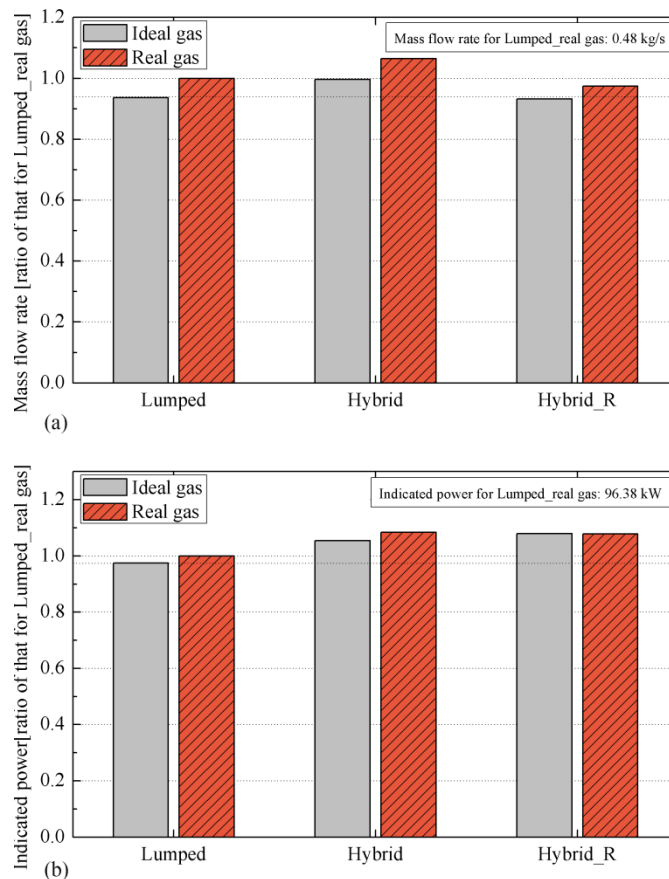 Mass flow rate [ratio of that for Lumped_real gas]
1.2
1.0
0.8
0.6
0.4
0.2
0.0
Ideal gas
Real gas
Mass flow rate for Lumped_real gas: 0.48 kg/s
Lumped
Hybrid
Hybrid_R
(a)
Indicated power[ratio of that for Lumped_real gas]
1.2
1.0
0.8
0.6
0.4
0.2
0.0
Ideal gas
Real gas
Indicated power for Lumped_real gas: 96.38 kW
Lumped
Hybrid
Hybrid_R
(b)